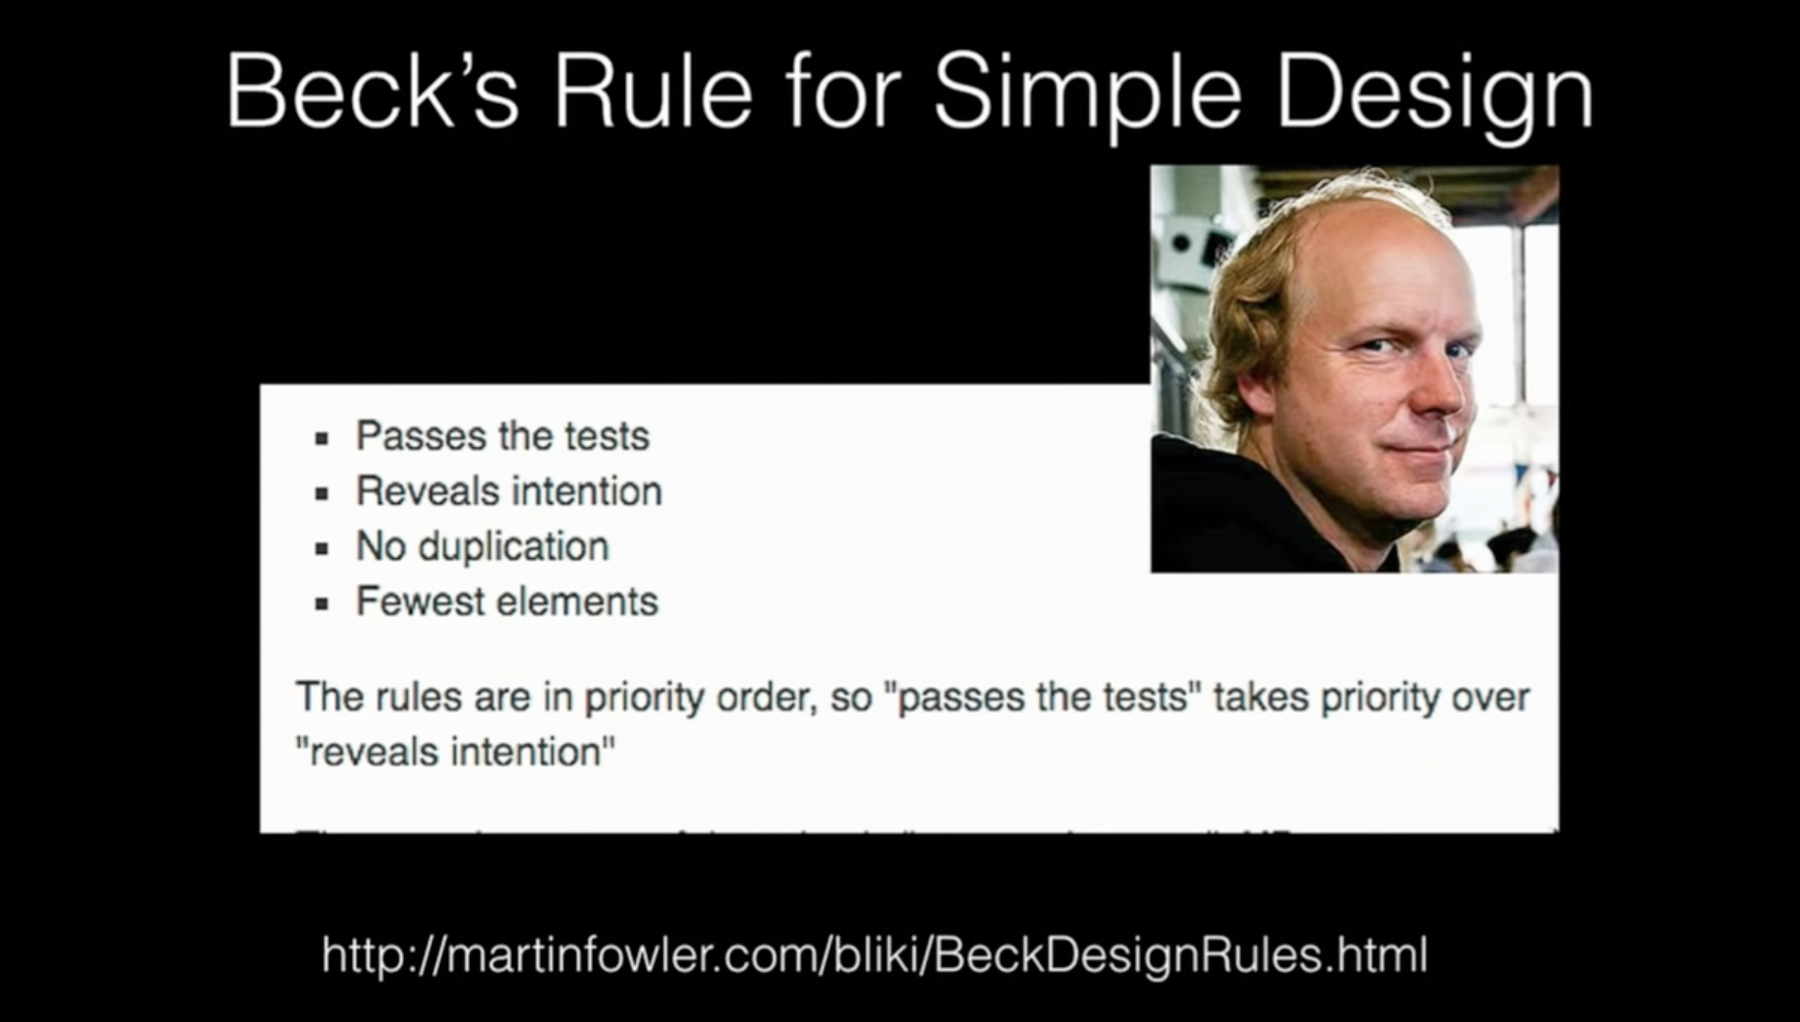 Beck’s Rule for Simple Design
Passes the tests
Reveals intention
No duplication
Fewest elements
The rules are in priority order, so "passes the tests" takes priority over
"reveals intention"
http://martinfowler.com/bliki/BeckDesignRules.html